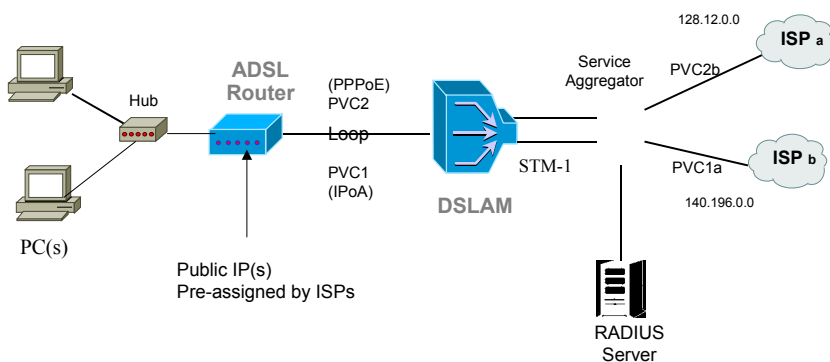 128.12.0.0
ISP a
Service
Aggregator
PVC2b
ADSL
Router
(PPPoE)
PVC2
Hub
Loop
STM-1
ISP b
PVC1a
PVC1
(IPoA)
DSLAM
140.196.0.0
PC(s)
Public IP(s)
Pre-assigned by ISPs
RADIUS
Server